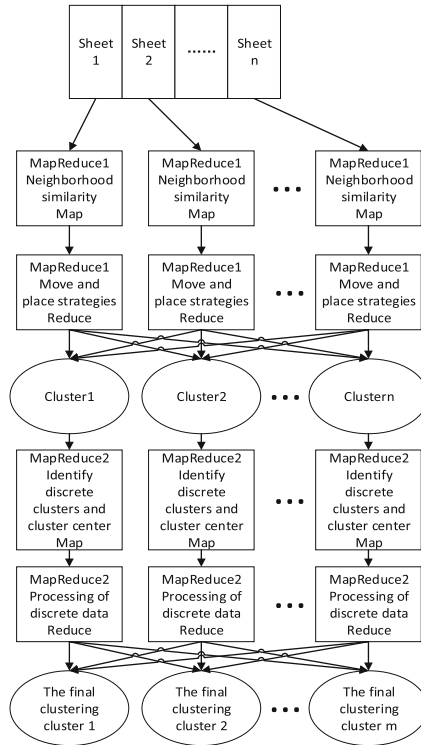 Sheet Sheet ...... Sheet
1 2 n
MapReduce1 MapReduce1 MapReduce1
Neighborhood Neighborhood Neighborhood
similarity similarity ... similarity
Map Map Map
MapReduce1 MapReduce1 MapReduce1
Move and Move and Move and
place strategies place strategies ... place strategies
Reduce Reduce Reduce
Cluster1 Cluster2 ... Clustern
MapReduce2 MapReduce2 MapReduce2
Identify Identify Identify
discrete discrete discrete
clusters and clusters and ... clusters and
cluster center cluster center cluster center
Map Map Map
MapReduce2 MapReduce2 MapReduce2
Processing of Processing of Processing of
discrete data discrete data ... discrete data
Reduce Reduce Reduce
The final The final The final
clustering clustering ... clustering
cluster 1 cluster 2 cluster m